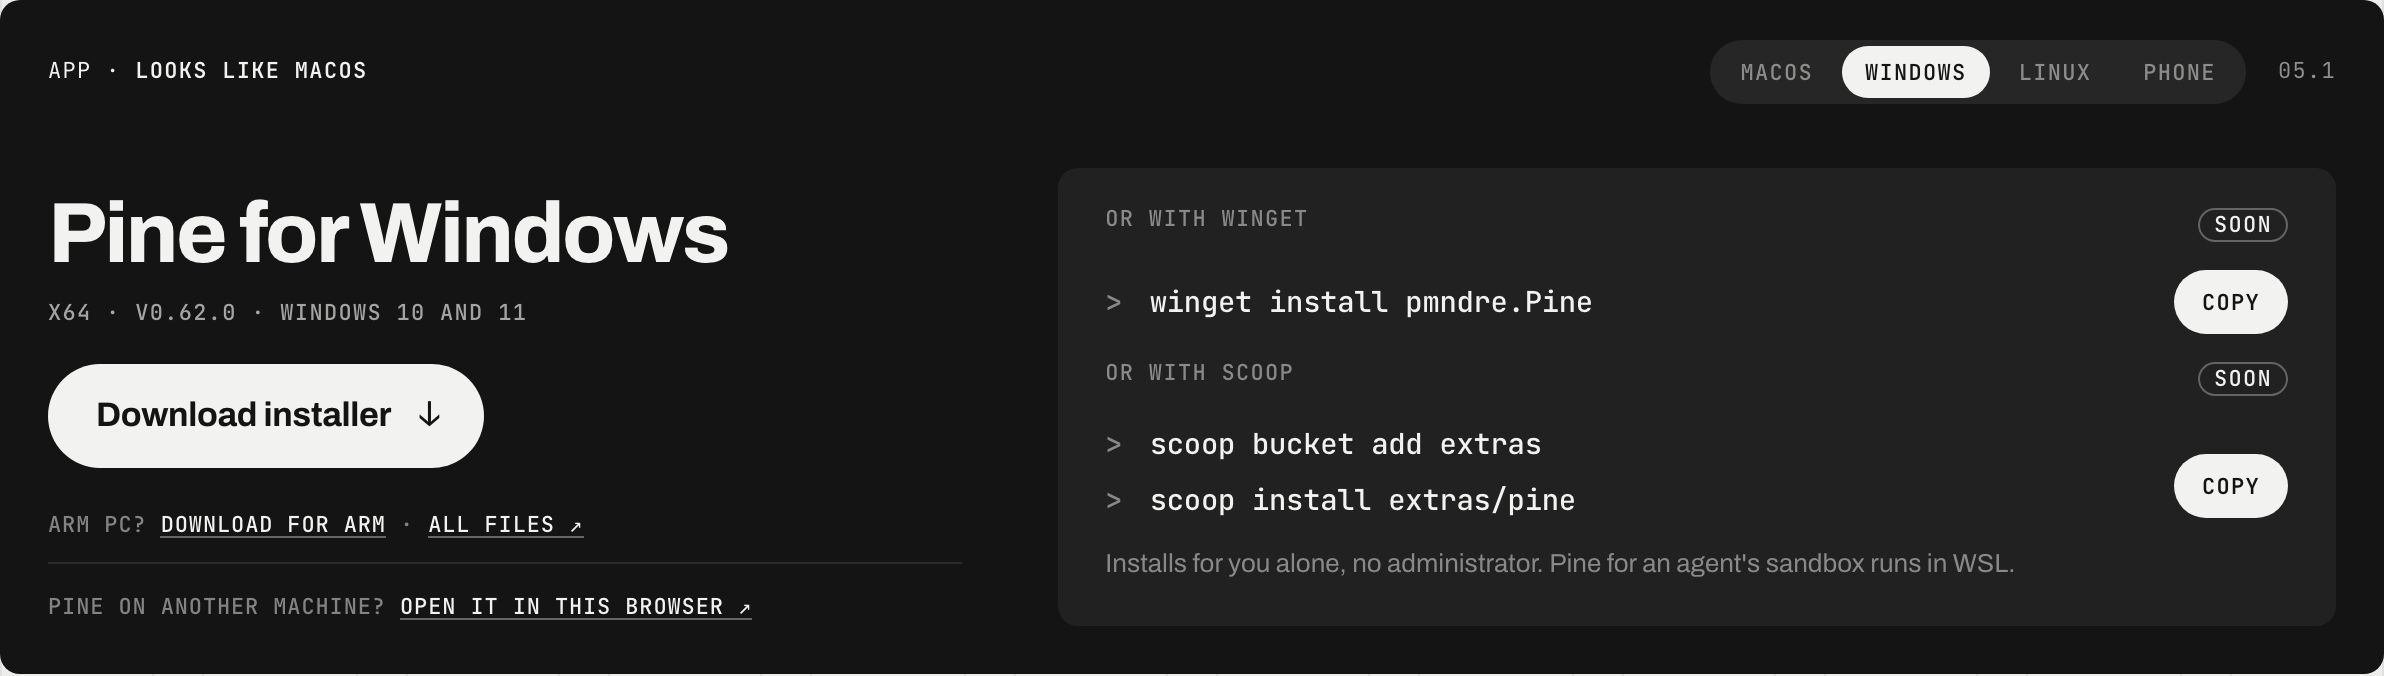 APP · LOOKS LIKE MACOS
MACOS WINDOWS LINUX PHONE 05.1
Pine for Windows
X64 · V0.62.0 · WINDOWS 10 AND 11
Download installer ↓
ARM PC? DOWNLOAD FOR ARM · ALL FILES ↗
PINE ON ANOTHER MACHINE? OPEN IT IN THIS BROWSER ↗
OR WITH WINGET SOON
> winget install pmndre.Pine COPY
OR WITH SCOOP SOON
> scoop bucket add extras
> scoop install extras/pine
COPY
Installs for you alone, no administrator. Pine for an agent's sandbox runs in WSL.